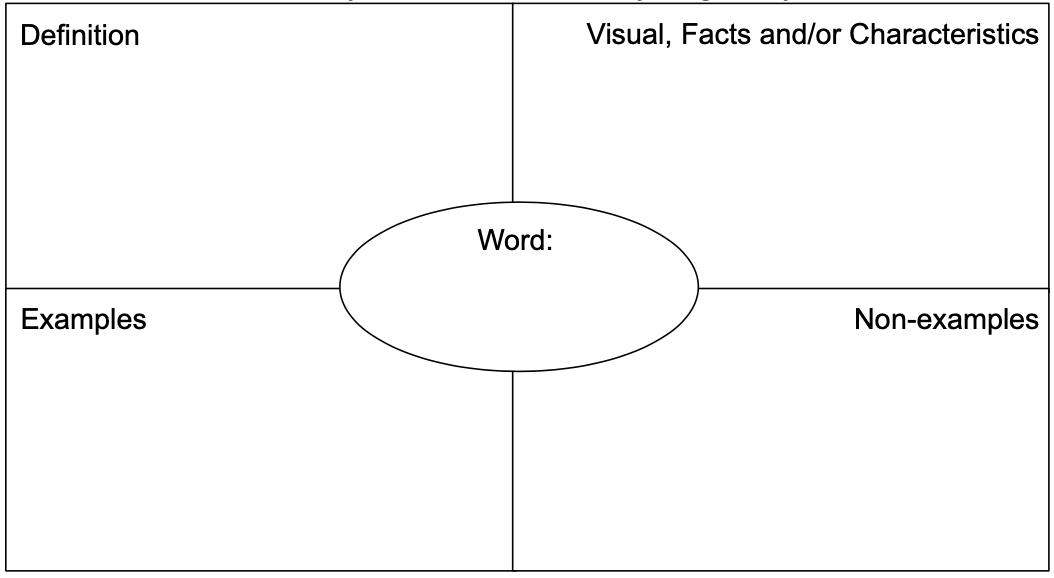 Definition
Visual, Facts and/or Characteristics
Word:
Examples
Non-examples